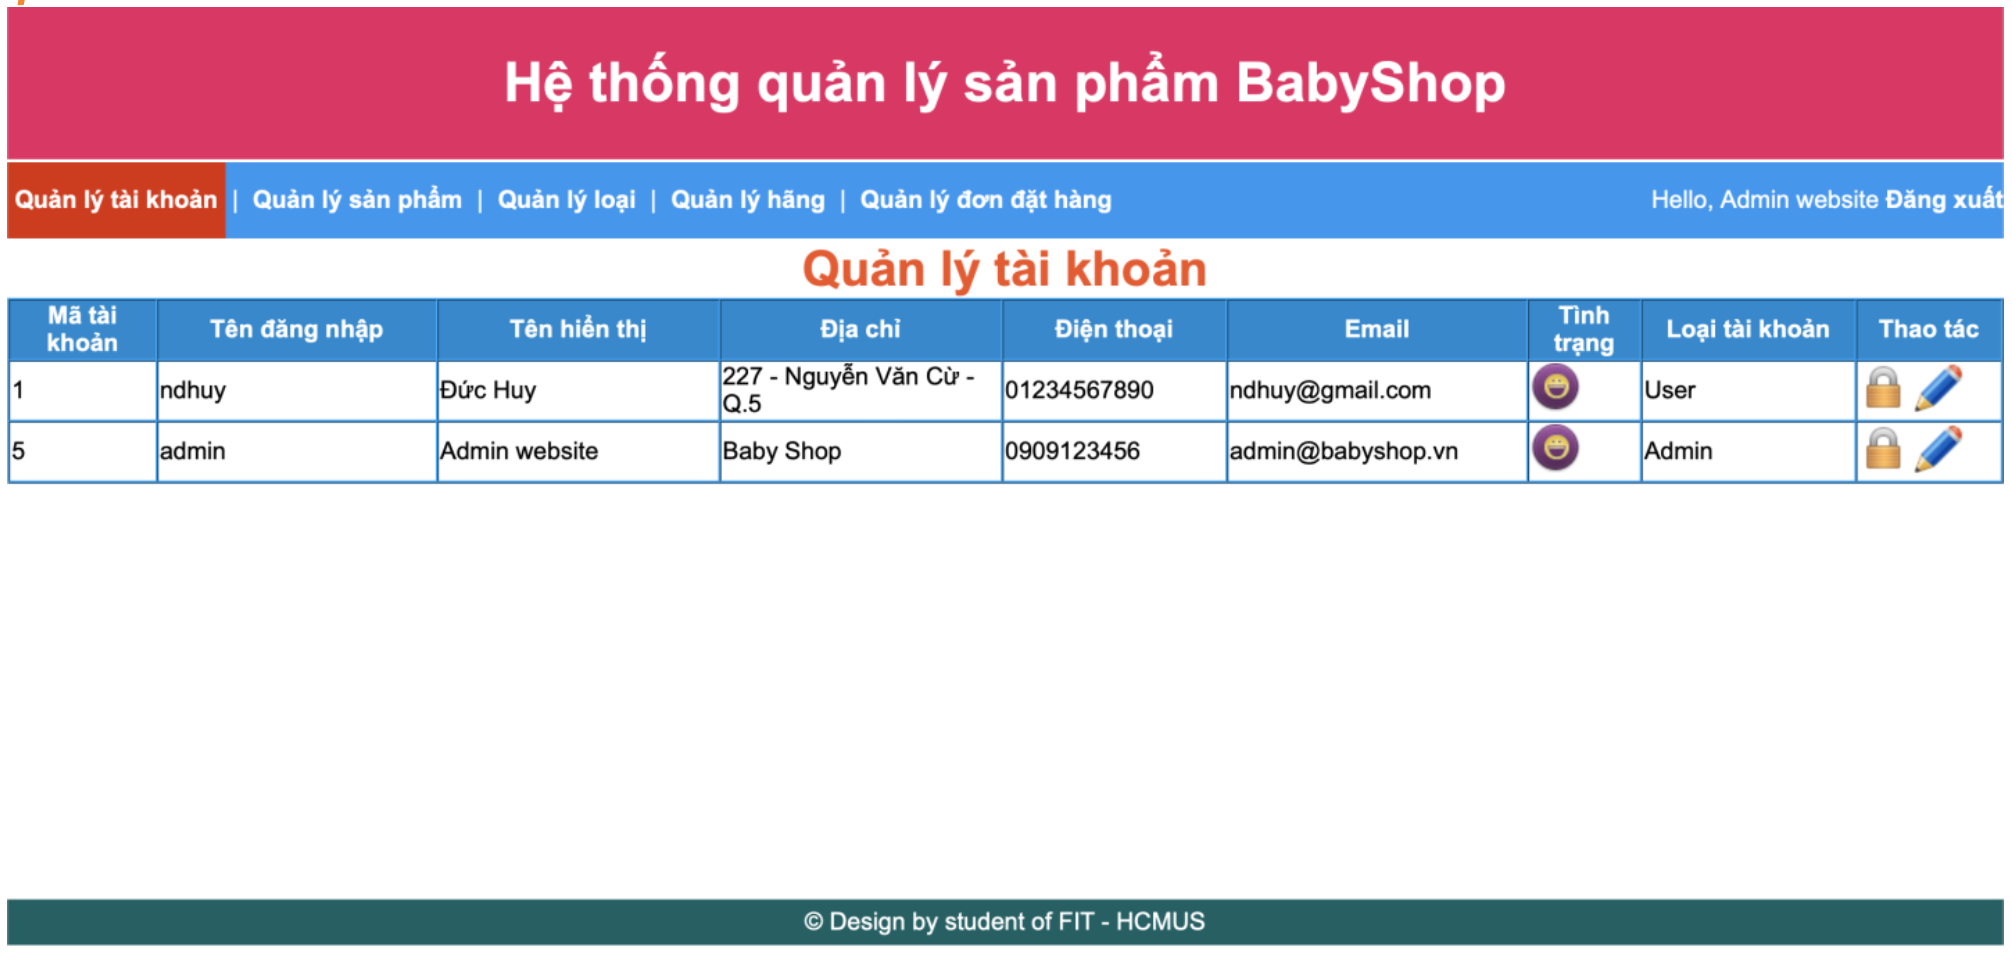 Hệ thống quản lý sản phẩm BabyShop
Quản lý tài khoản | Quản lý sản phẩm | Quản lý loại | Quản lý hãng | Quản lý đơn đặt hàng Hello, Admin website Đăng xuất
Quản lý tài khoản
Mã tài khoản Tên đăng nhập Tên hiển thị Địa chỉ Điện thoại Email Tình trạng Loại tài khoản Thao tác
1 ndhuy Đức Huy 227 - Nguyễn Văn Cừ - Q.5 01234567890 ndhuy@gmail.com User
5 admin Admin website Baby Shop 0909123456 admin@babyshop.vn Admin
© Design by student of FIT - HCMUS